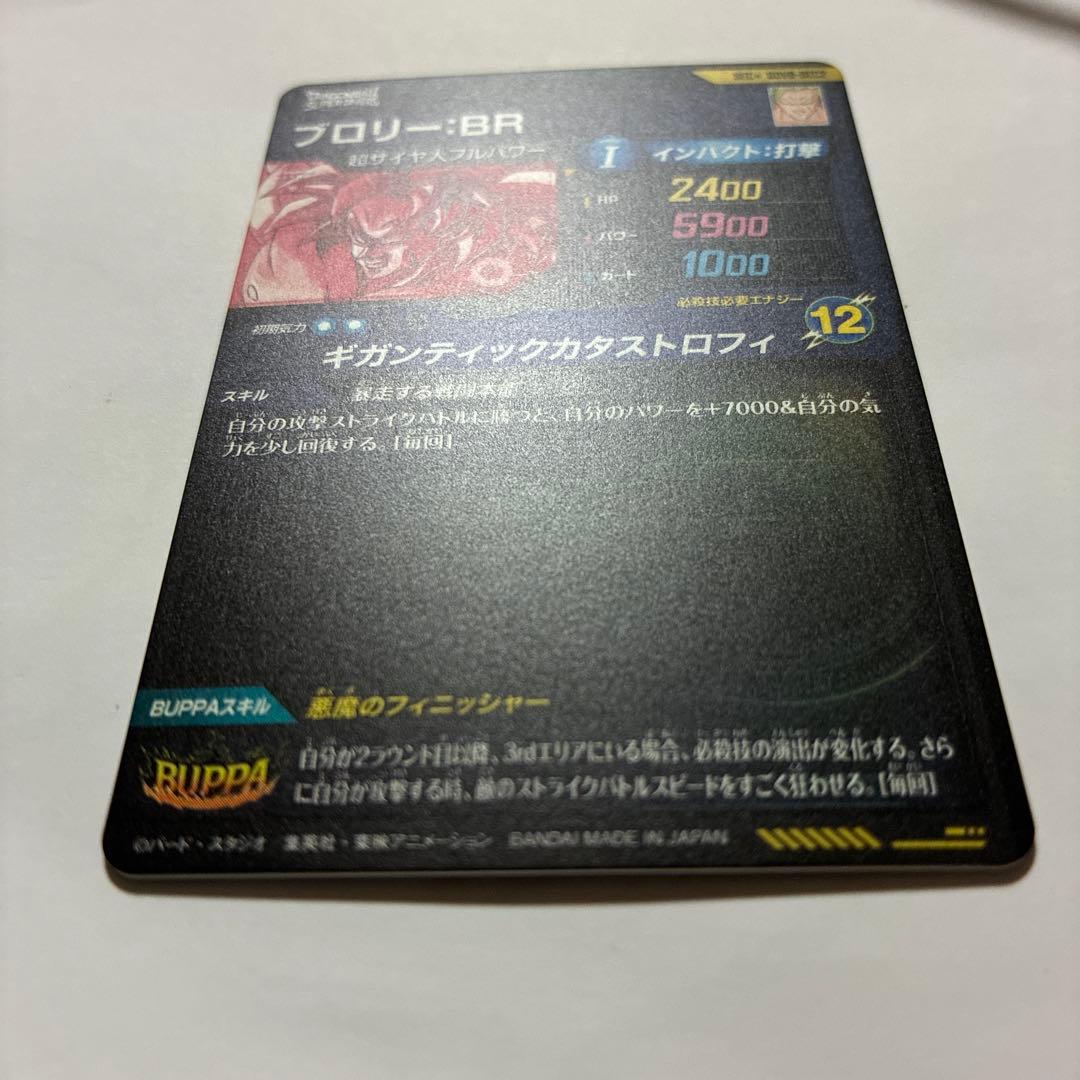 ブロリー:BR
超サイヤ人フルパワー
I インパクト:打撃
HP 2400
パワー 5900
ガード 1000
必殺技必要エナジー 12
初期気力
ギガンティックカタストロフィ
スキル 暴走する戦闘本能
自分の攻撃ストライクバトルに勝つと、自分のパワーを+7000&自分の気
力を少し回復する。[毎回]
BUPPAスキル 悪魔のフィニッシャー
BUPPA
自分が2ラウンド目以降、3rdエリアにいる場合、必殺技の演出が変化する。さら
に自分が攻撃する時、敵のストライクバトルスピードをすごく狂わせる。[毎回]
©バード・スタジオ 集英社・東映アニメーション BANDAI MADE IN JAPAN